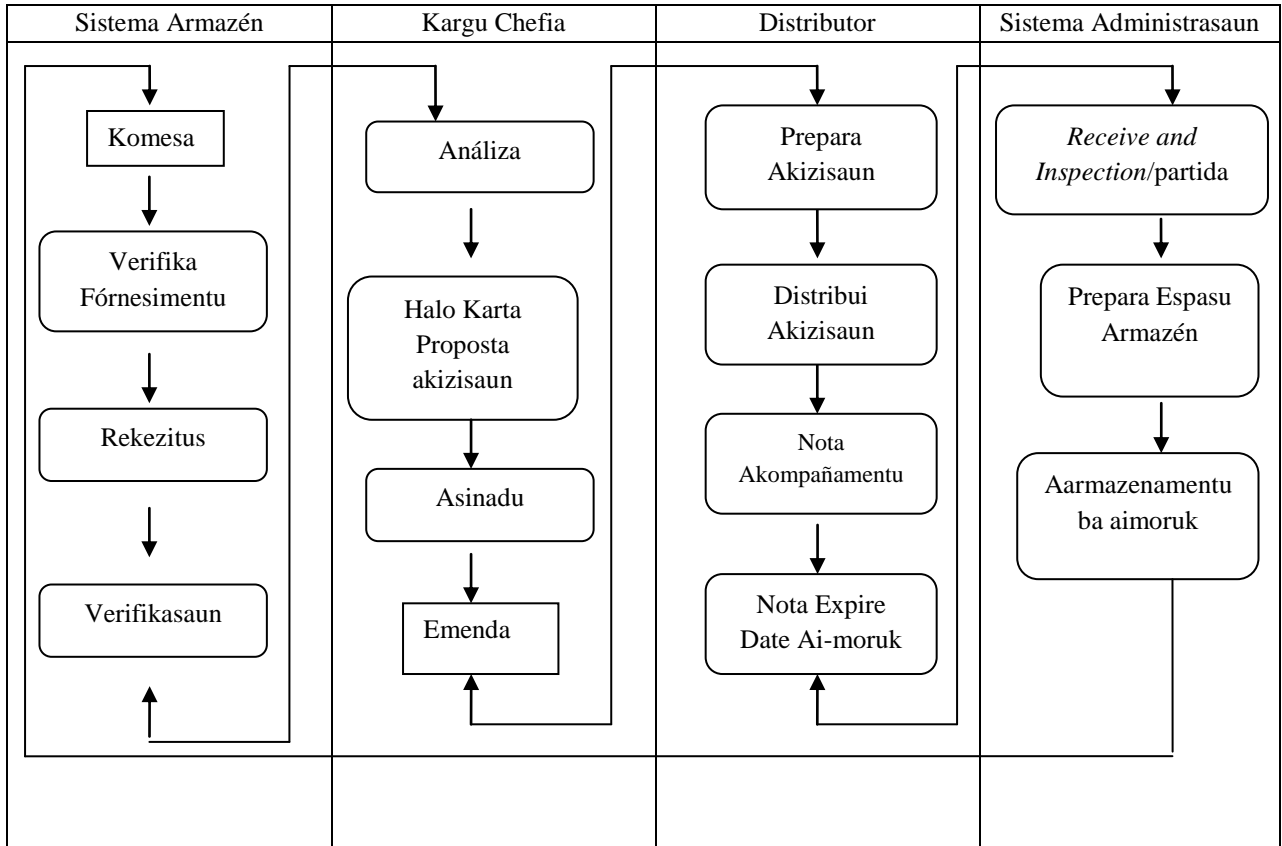 Sistema Armazén
Kargu Chefia
Distributor
Sistema Administrasaun
Komesa
Verifika
Fórnesimentu
Rekezitus
Verifikasaun
Análiza
Halo Karta
Proposta
akizisaun
Asinadu
Emenda
Prepara
Akizisaun
Distribui
Akizisaun
Nota
Akompañamentu
Nota Expire
Date Ai-moruk
Receive and
Inspection/partida
Prepara Espasu
Armazén
Aarmazenamentu
ba aimoruk